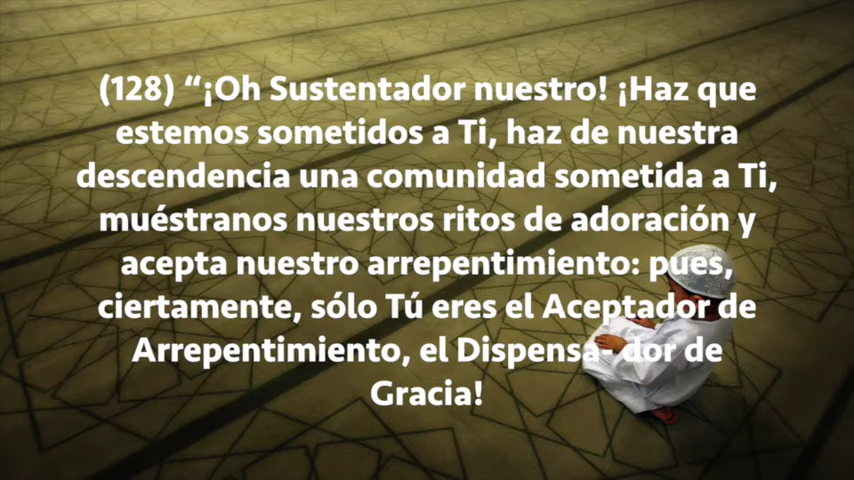 (128) “¡Oh Sustentador nuestro! ¡Haz que
estemos sometidos a Ti, haz de nuestra
descendencia una comunidad sometida a Ti,
muéstranos nuestros ritos de adoración y
acepta nuestro arrepentimiento: pues,
ciertamente, sólo Tú eres el Aceptador de
Arrepentimiento, el Dispensa- dor de
Gracia!